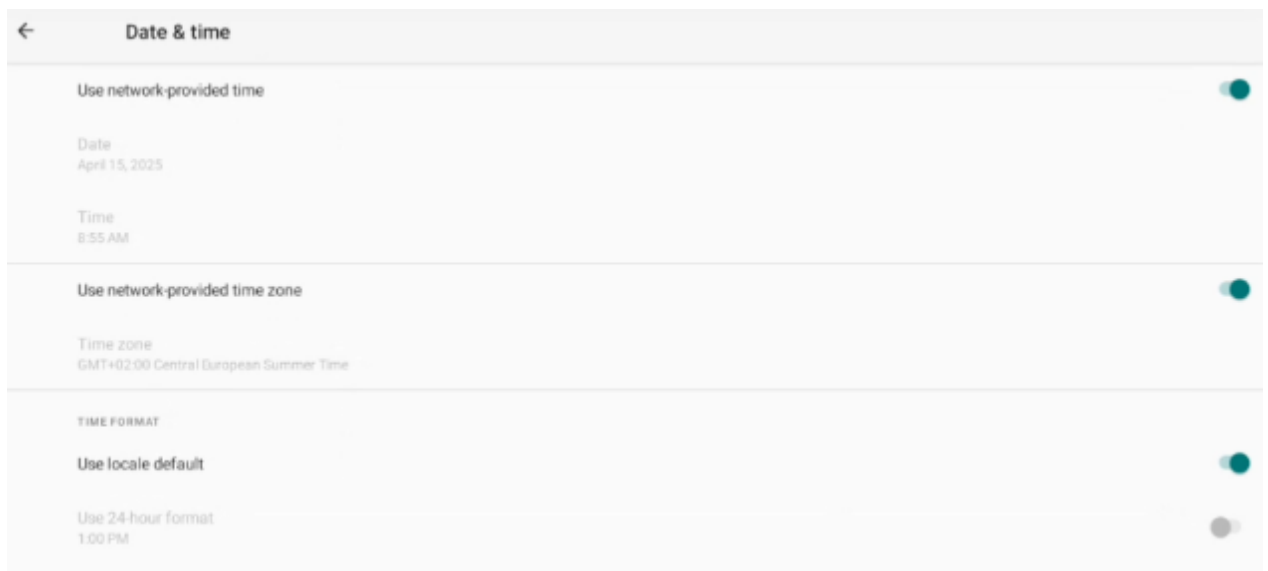 Date & time
Use network-provided time
Date
April 15, 2025
Time
8:55 AM
Use network-provided time zone
Time zone
GMT+02:00 Central European Summer Time
TIME FORMAT
Use locale default
Use 24-hour format
1:00 PM